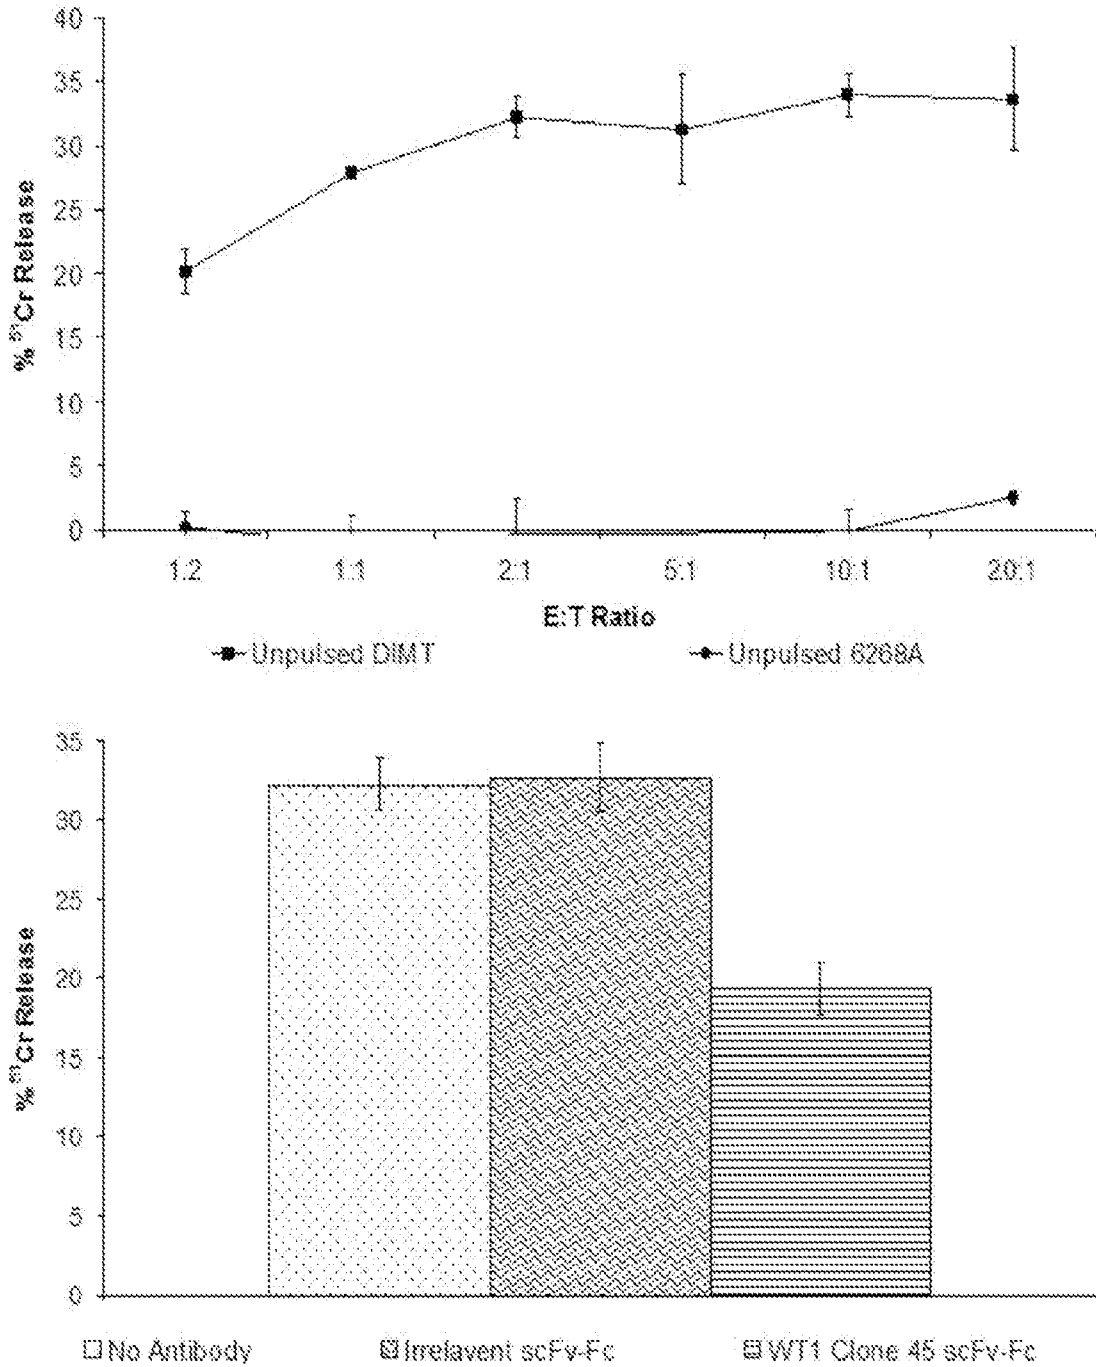 40
35
30
25
20
15
10
5
0
% ⁵¹Cr Release
1:2 1:1 2:1 5:1 10:1 20:1
E:T Ratio
Unpulsed DIMT Unpulsed 6268A
35
30
25
20
15
10
5
0
% ⁵¹Cr Release
No Antibody Irrelavent scFv-Fc WT1 Clone 45 scFv-Fc